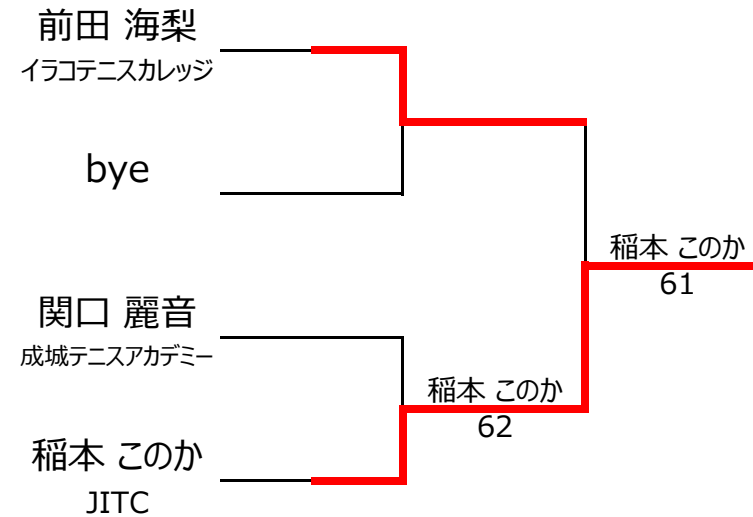 前田 海梨
イラコテニスカレッジ
bye
関口 麗音
成城テニスアカデミー
稲本 このか
JITC
稲本 このか
62
稲本 このか
61